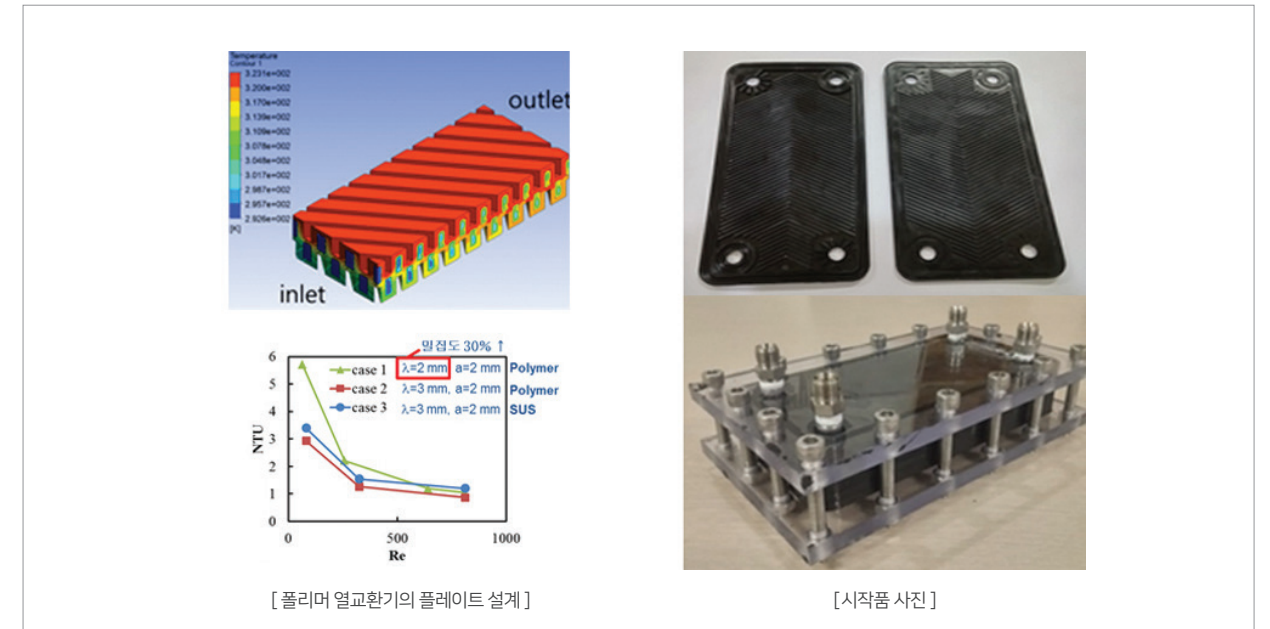 Temperature
Contour 1
3.231e+002
3.200e+002
3.170e+002
3.139e+002
3.109e+002
3.078e+002
3.048e+002
3.017e+002
2.987e+002
2.957e+002
2.926e+002
[K]
outlet
inlet
밀집도 30% ↑
case 1 λ=2 mm, a=2 mm Polymer
case 2 λ=3 mm, a=2 mm Polymer
case 3 λ=3 mm, a=2 mm SUS
NTU
6
5
4
3
2
1
0
0 500 1000
Re
[ 폴리머 열교환기의 플레이트 설계 ]
[ 시작품 사진 ]